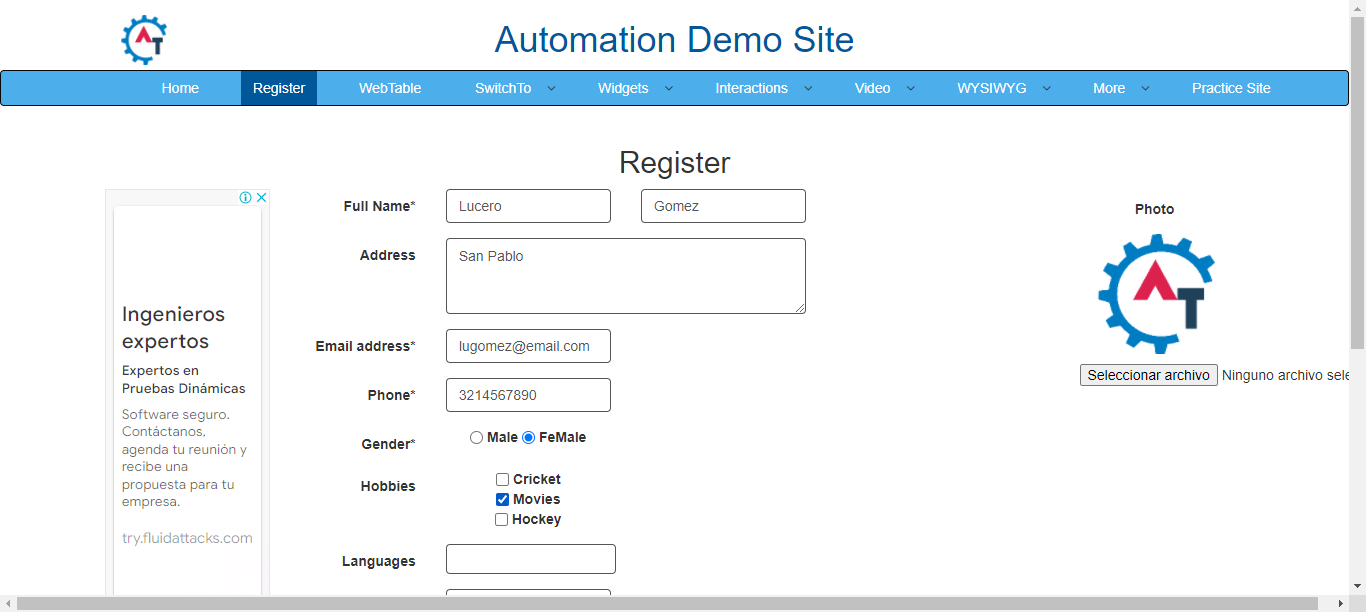 AT
Automation Demo Site
Home Register WebTable SwitchTo Widgets Interactions Video WYSIWYG More Practice Site
Register
Full Name* Lucero Gomez
Address San Pablo
Email address* lugomez@email.com
Phone* 3214567890
Gender* Male FeMale
Hobbies Cricket
Movies
Hockey
Languages
Photo
AT
Seleccionar archivo Ninguno archivo sele
Ingenieros
expertos
Expertos en
Pruebas Dinámicas
Software seguro.
Contáctanos,
agenda tu reunión y
recibe una
propuesta para tu
empresa.
try.fluidattacks.com